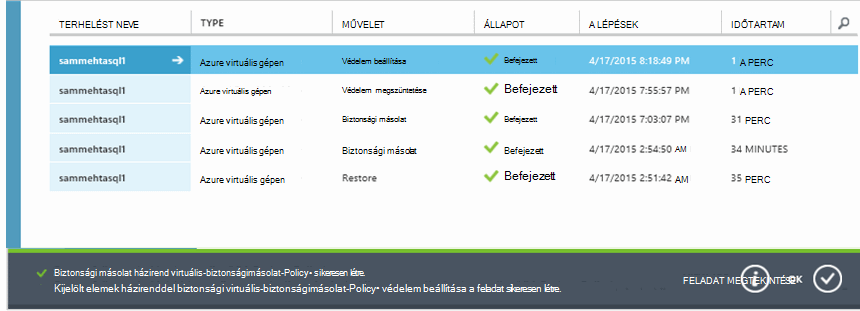 TERHELÉST NEVE TYPE MŰVELET ÁLLAPOT A LÉPÉSEK IDŐTARTAM
sammehtasql1 Azure virtuális gépen Védelem beállítása Befejezett 4/17/2015 8:18:49 PM 1 A PERC
sammehtasql1 Azure virtuális gépen Védelem megszüntetése Befejezett 4/17/2015 7:55:57 PM 1 A PERC
sammehtasql1 Azure virtuális gépen Biztonsági másolat Befejezett 4/17/2015 7:03:07 PM 31 PERC
sammehtasql1 Azure virtuális gépen Biztonsági másolat Befejezett 4/17/2015 2:54:50 AM 34 MINUTES
sammehtasql1 Azure virtuális gépen Restore Befejezett 4/17/2015 2:51:42 AM 35 PERC
Biztonsági másolat házirend virtuális-biztonságimásolat-Policy• sikeresen létre.
Kijelölt elemek házirenddel biztonsági virtuális-biztonságimásolat-Policy• védelem beállítása a feladat sikeresen létre.
FELADAT MEGTEKINTÉSE OK